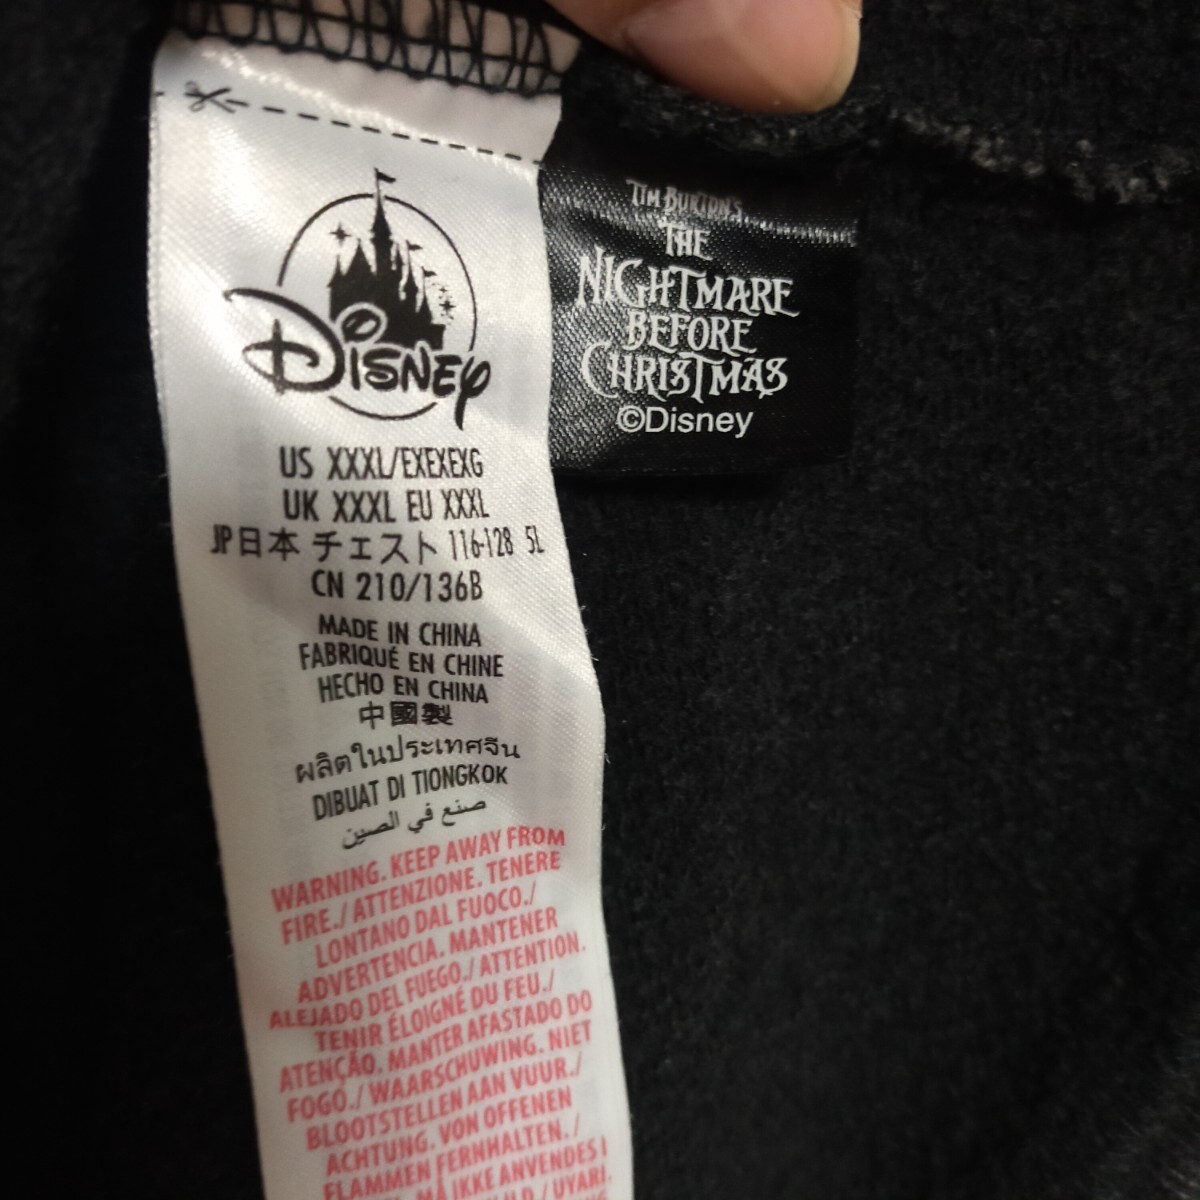 Disney
US XXXL/EXEXEXG
UK XXXL EU XXXL
JP日本 チェスト 116-128 5L
CN 210/136B
MADE IN CHINA
FABRIQUÉ EN CHINE
HECHO EN CHINA
中國製
ผลิตในประเทศจีน
DIBUAT DI TIONGKOK
صنع في الصين
WARNING. KEEP AWAY FROM
FIRE./ATTENZIONE. TENERE
LONTANO DAL FUOCO./
ADVERTENCIA. MANTENER
ALEJADO DEL FUEGO./ATTENTION.
TENIR ÉLOIGNÉ DU FEU./
ATENÇÃO. MANTER AFASTADO DO
FOGO./WAARSCHUWING. NIET
BLOOTSTELLEN AAN VUUR./
ACHTUNG. VON OFFENEN
FLAMMEN FERNHALTEN./
MÅ IKKE ANVENDES I
/UYARI.
TIM BURTON'S
THE
NIGHTMARE
BEFORE
CHRISTMAS
©Disney